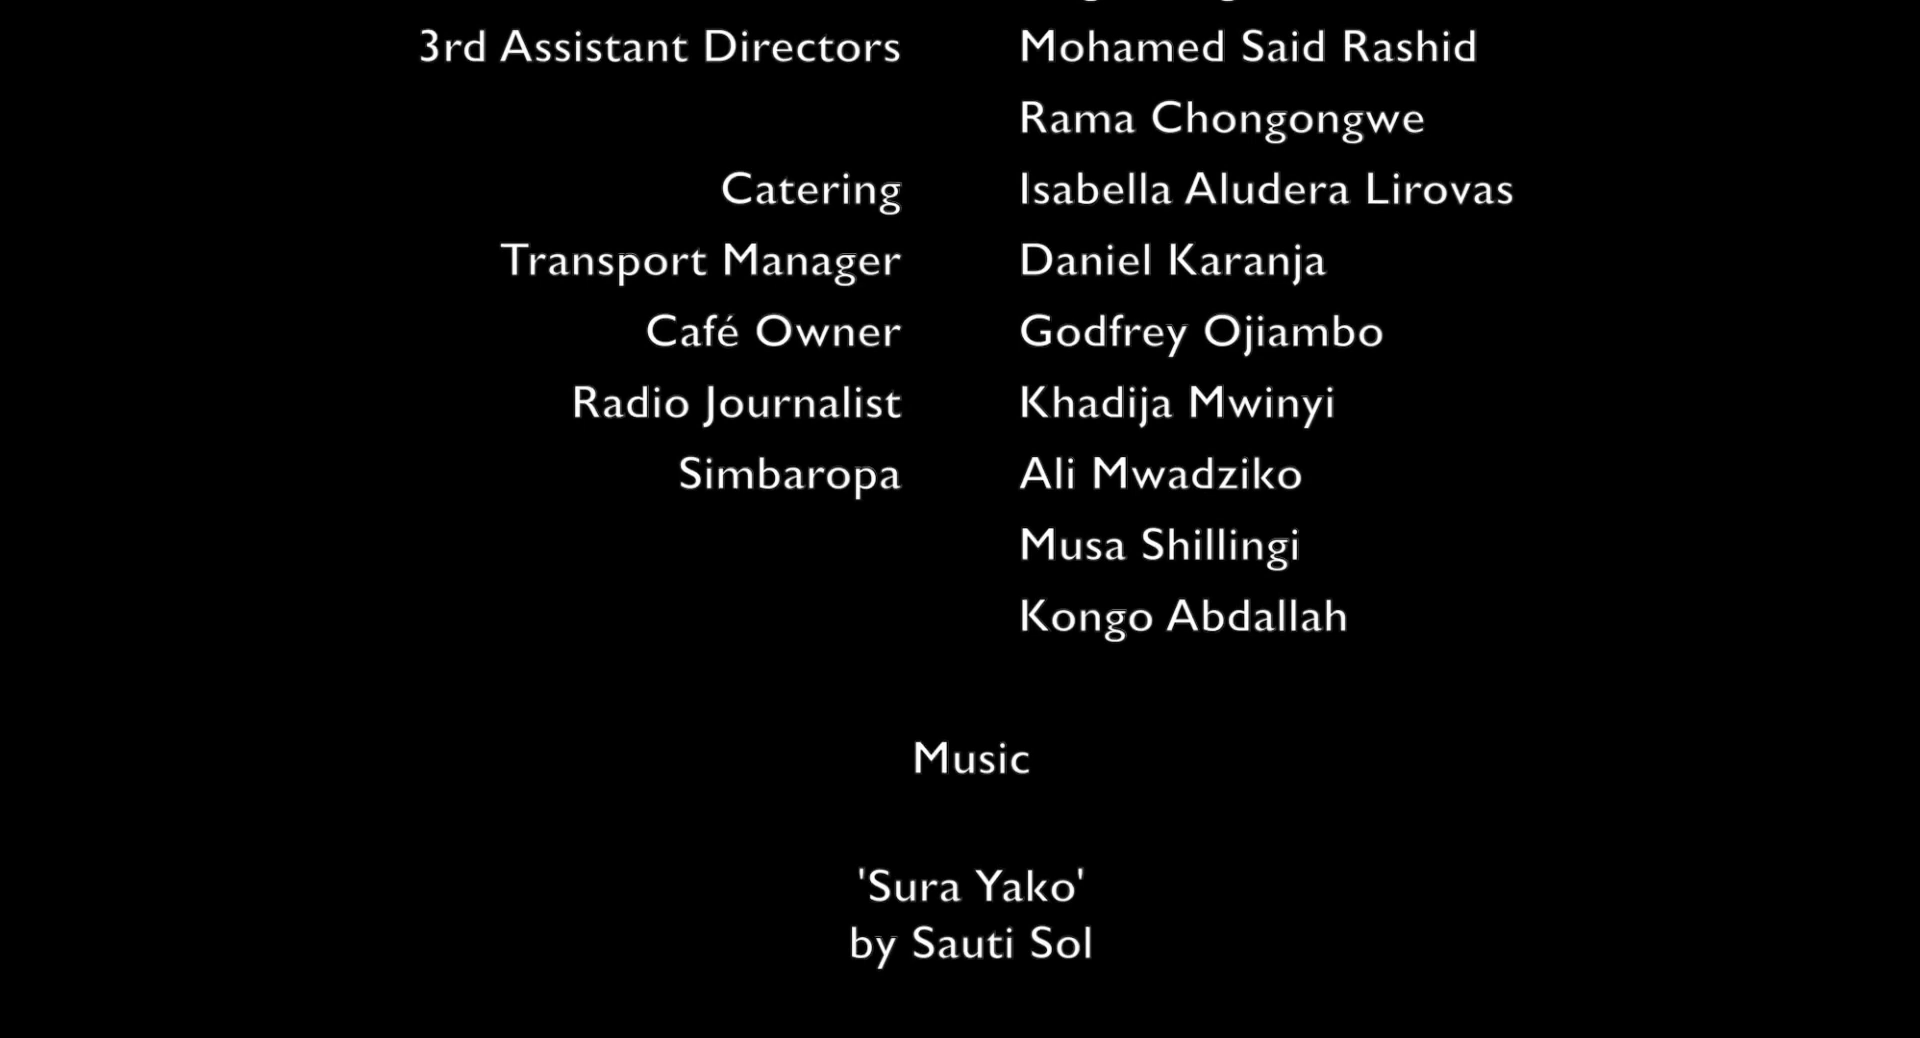 3rd Assistant Directors Mohamed Said Rashid
Rama Chongongwe
Catering Isabella Aludera Lirovas
Transport Manager Daniel Karanja
Café Owner Godfrey Ojiambo
Radio Journalist Khadija Mwinyi
Simbaropa Ali Mwadziko
Musa Shillingi
Kongo Abdallah
Music
'Sura Yako'
by Sauti Sol